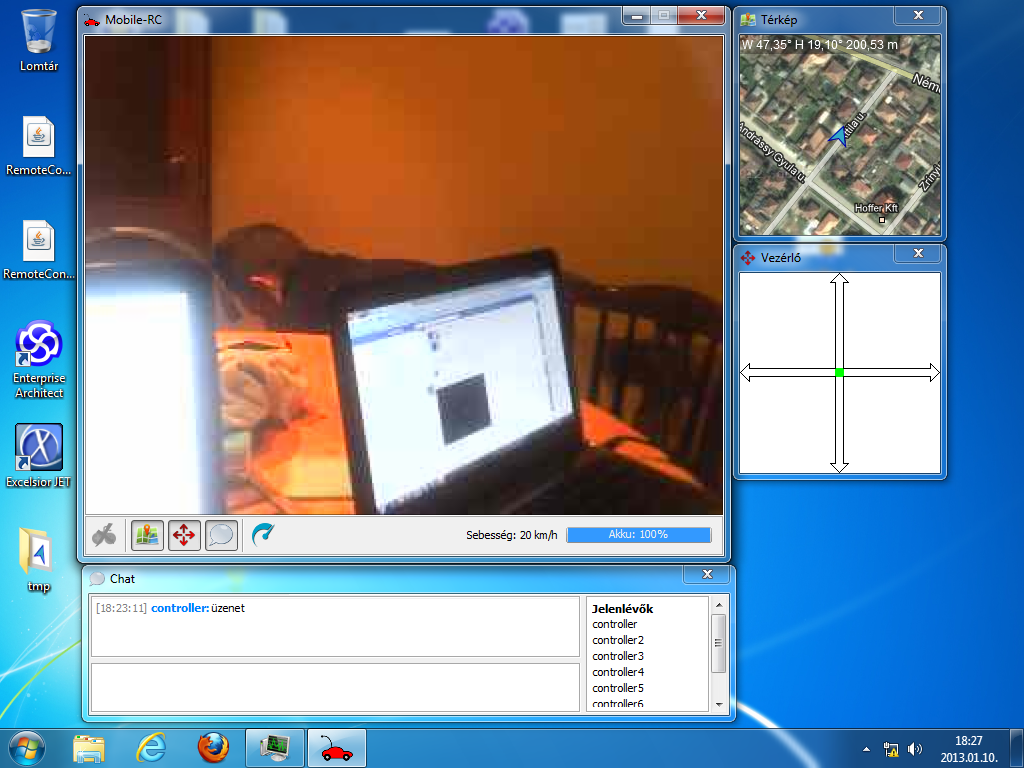 Lomtár
RemoteCo...
RemoteCon...
Enterprise
Architect
Excelsior JET
tmp
Mobile-RC
Sebesség: 20 km/h
Akku: 100%
Térkép
W 47,35° H 19,10° 200,53 m
Ném
Attila u.
Andrássy Gyula u.
Zrínyi
Hoffer Kft
Vezérlő
Chat
[18:23:11] controller: üzenet
Jelenlévők
controller
controller2
controller3
controller4
controller5
controller6
18:27
2013.01.10.